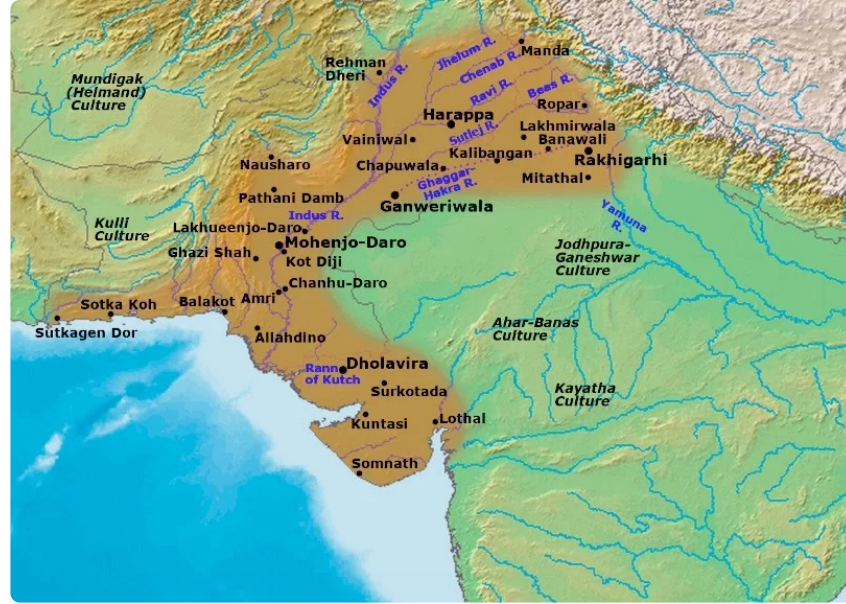 Manda
Rehman
Dheri
Jhelum R.
Indus R.
Chenab R.
Mundigak
(Helmand)
Culture
Ravi R.
Beas R.
Ropar
Harappa
Lakhmirwala
Vainiwal
Sutlej R.
Banawali
Kalibangan
Rakhigarhi
Nausharo
Chapuwala
Mitathal
Ghaggar-
Hakra R.
Pathani Damb
Ganweriwala
Indus R.
Yamuna
R.
Kulli
Culture
Lakhueenjo-Daro
Mohenjo-Daro
Ghazi Shah
Kot Diji
Jodhpura-
Ganeshwar
Culture
Chanhu-Daro
Sotka Koh
Balakot
Amri
Sutkagen Dor
Allahdino
Ahar-Banas
Culture
Rann
of Kutch
Dholavira
Surkotada
Kayatha
Culture
Kuntasi
Lothal
Somnath